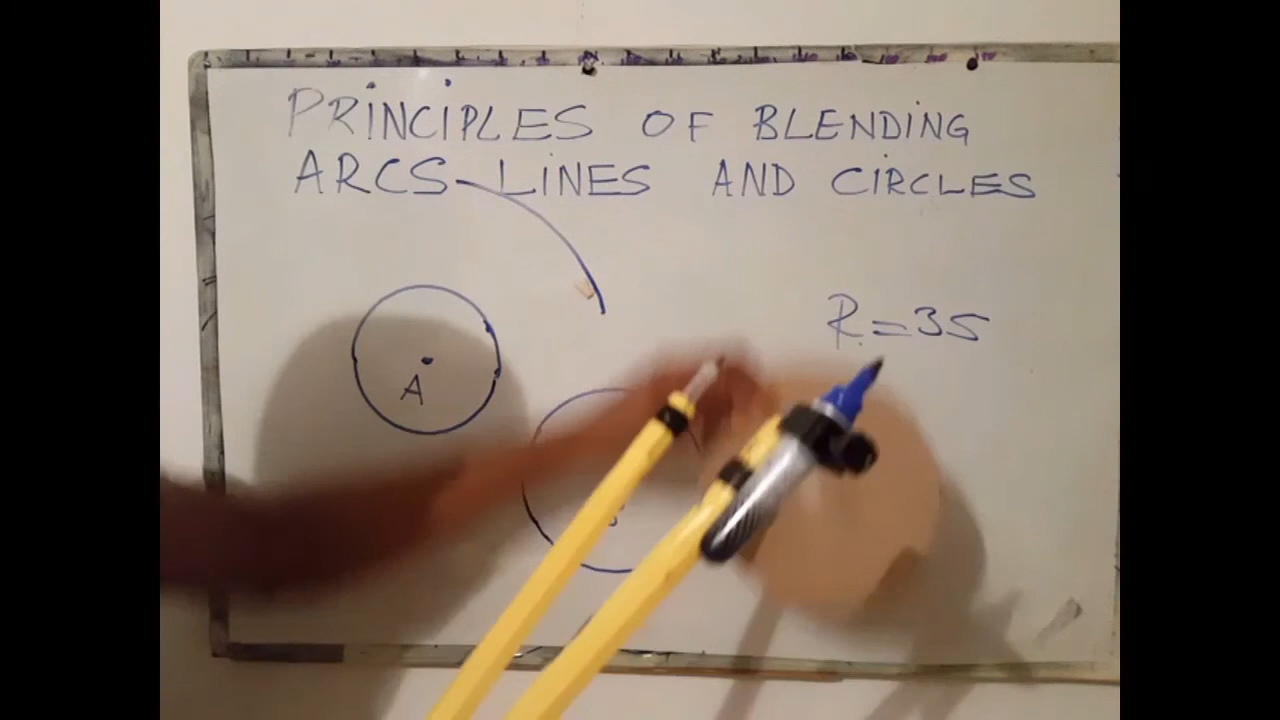 PRINCIPLES OF BLENDING
ARCS LINES AND CIRCLES
R=35
A